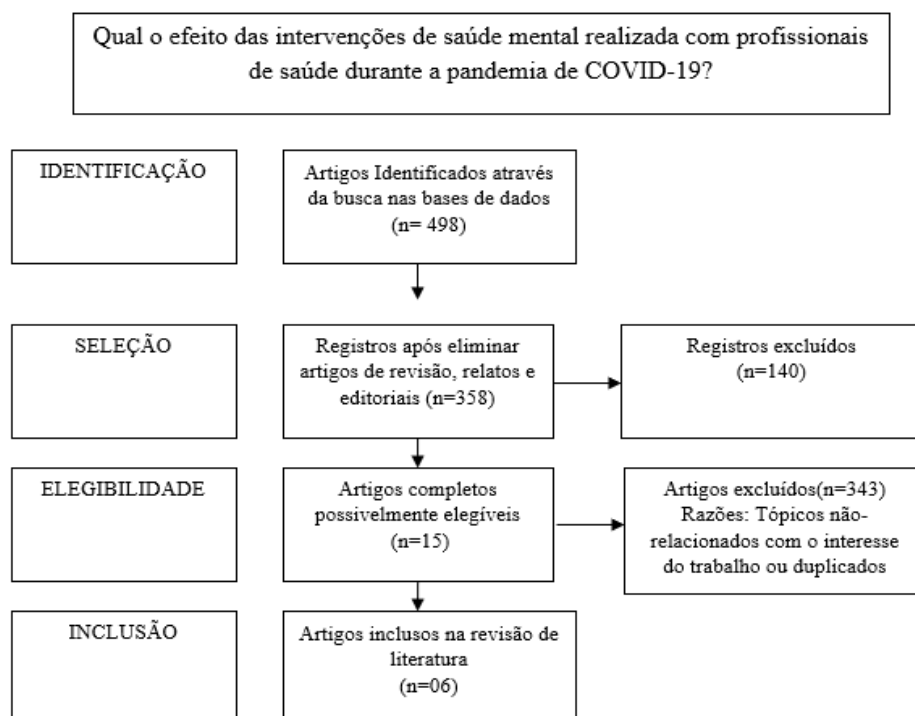 Qual o efeito das intervenções de saúde mental realizada com profissionais
de saúde durante a pandemia de COVID-19?
IDENTIFICAÇÃO
Artigos Identificados através
da busca nas bases de dados
(n= 498)
SELEÇÃO
Registros após eliminar
artigos de revisão, relatos e
editoriais (n=358)
Registros excluídos
(n=140)
ELEGIBILIDADE
Artigos completos
possivelmente elegíveis
(n=15)
Artigos excluídos(n=343)
Razões: Tópicos não-
relacionados com o interesse
do trabalho ou duplicados
INCLUSÃO
Artigos inclusos na revisão de
literatura
(n=06)